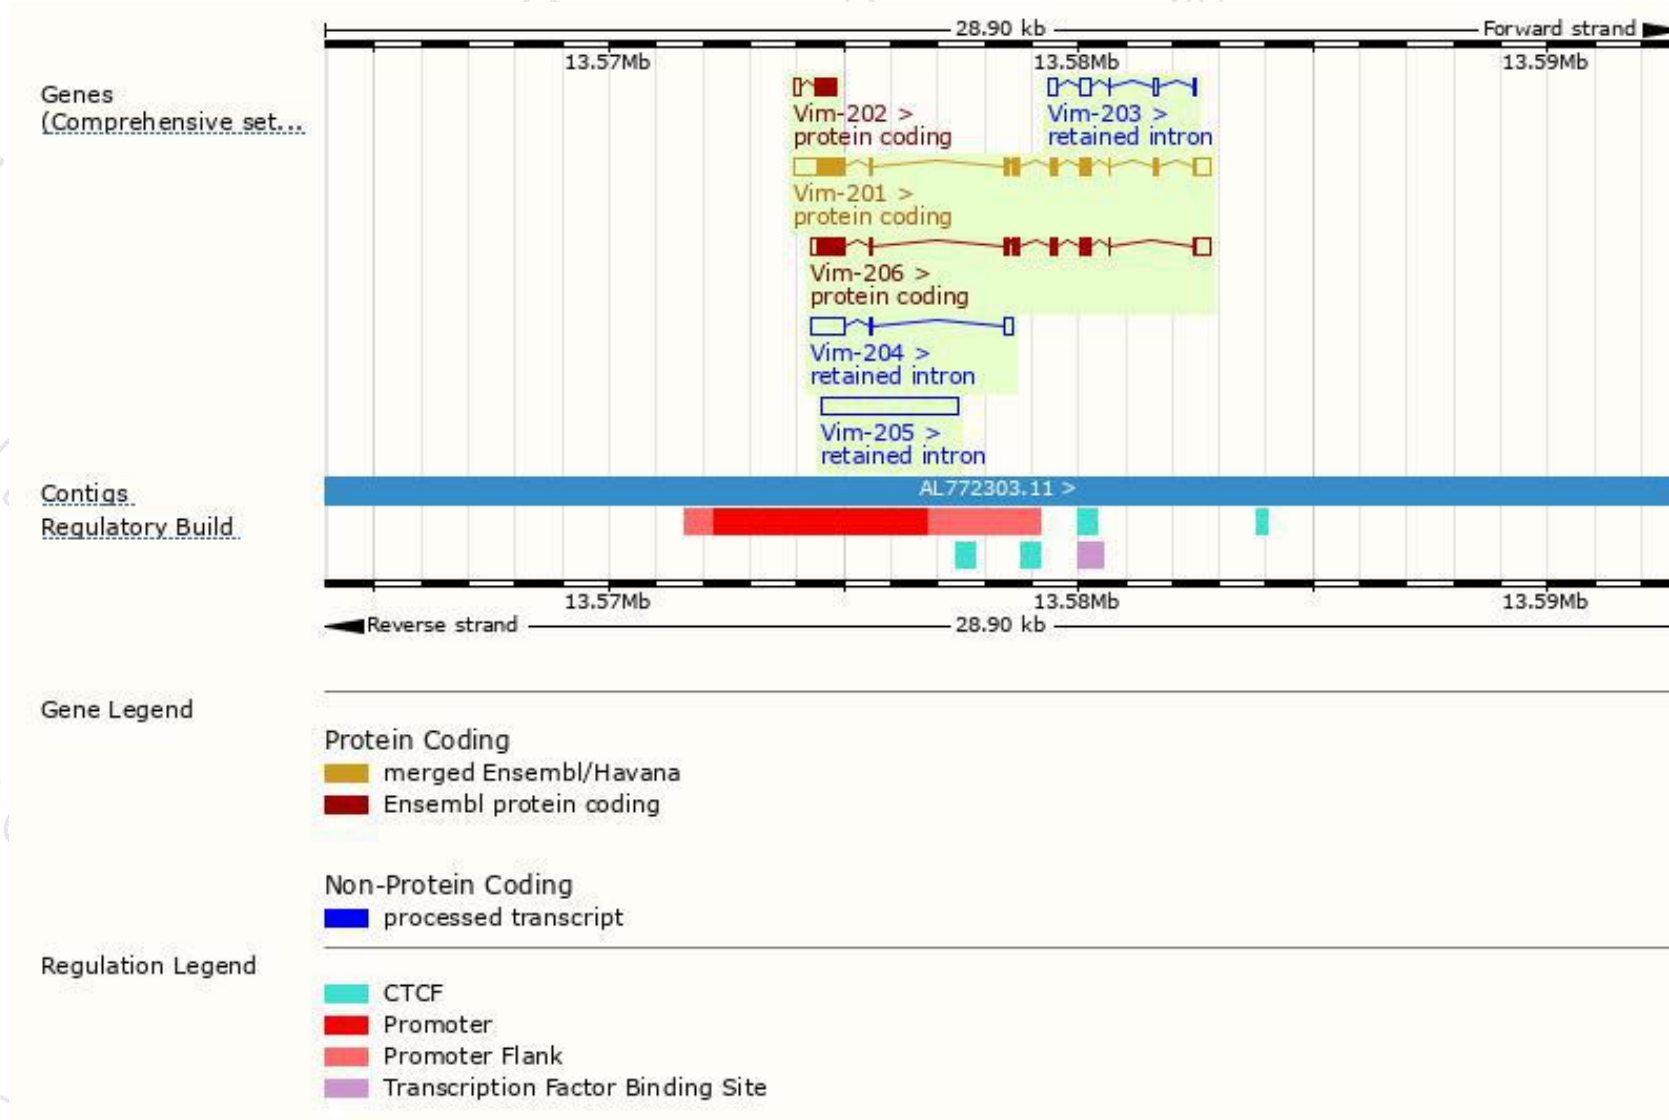 28.90 kb
Forward strand
13.57Mb 13.58Mb 13.59Mb
Genes
(Comprehensive set...
Vim-202 >
protein coding
Vim-203 >
retained intron
Vim-201 >
protein coding
Vim-206 >
protein coding
Vim-204 >
retained intron
Vim-205 >
retained intron
Contigs
AL772303.11 >
Regulatory Build
13.57Mb 13.58Mb 13.59Mb
Reverse strand
28.90 kb
Gene Legend
Protein Coding
merged Ensembl/Havana
Ensembl protein coding
Non-Protein Coding
processed transcript
Regulation Legend
CTCF
Promoter
Promoter Flank
Transcription Factor Binding Site